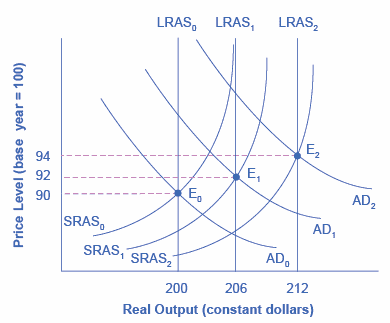 LRAS₀ LRAS₁ LRAS₂
Price Level (base year = 100)
94
92
90
E₂
E₁
E₀
AD₂
AD₁
AD₀
SRAS₀
SRAS₁
SRAS₂
200 206 212
Real Output (constant dollars)